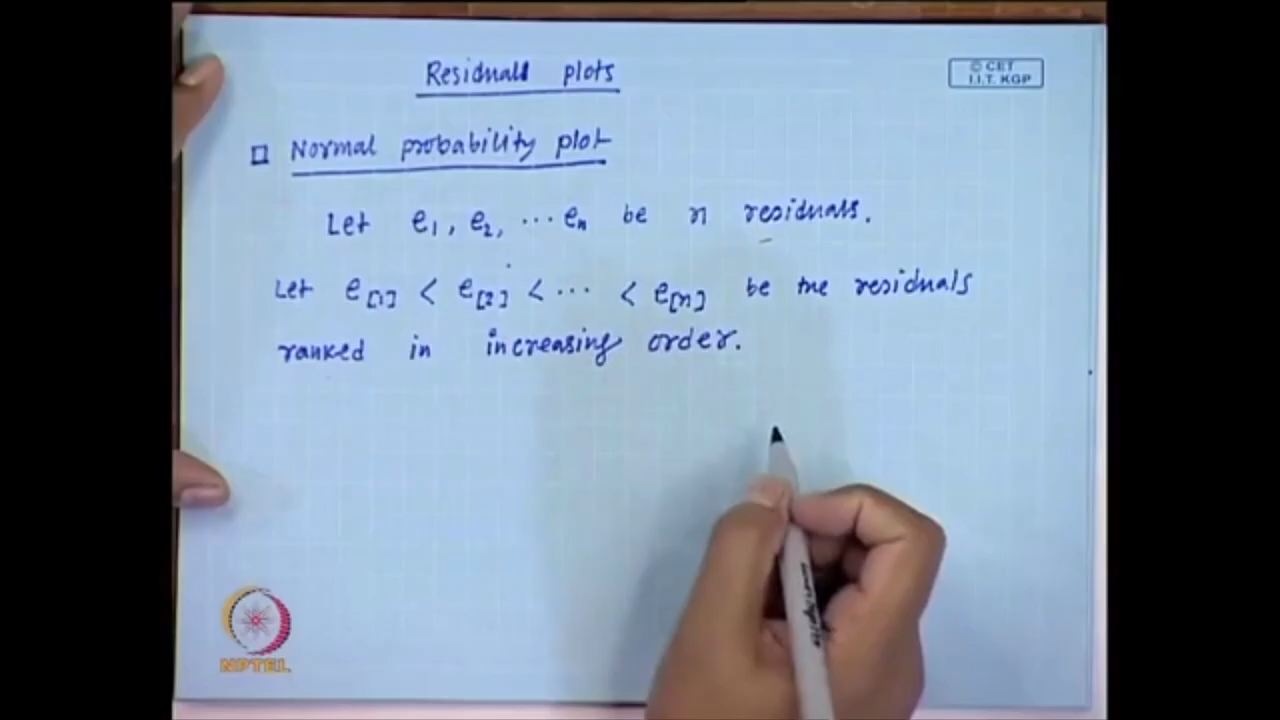 Residual plots
© CET
I.I.T. KGP
Normal probability plot
Let e₁, e₂, ... eₙ be n residuals.
Let e[1] < e[2] < ... < e[n] be the residuals
ranked in increasing order.
NPTEL